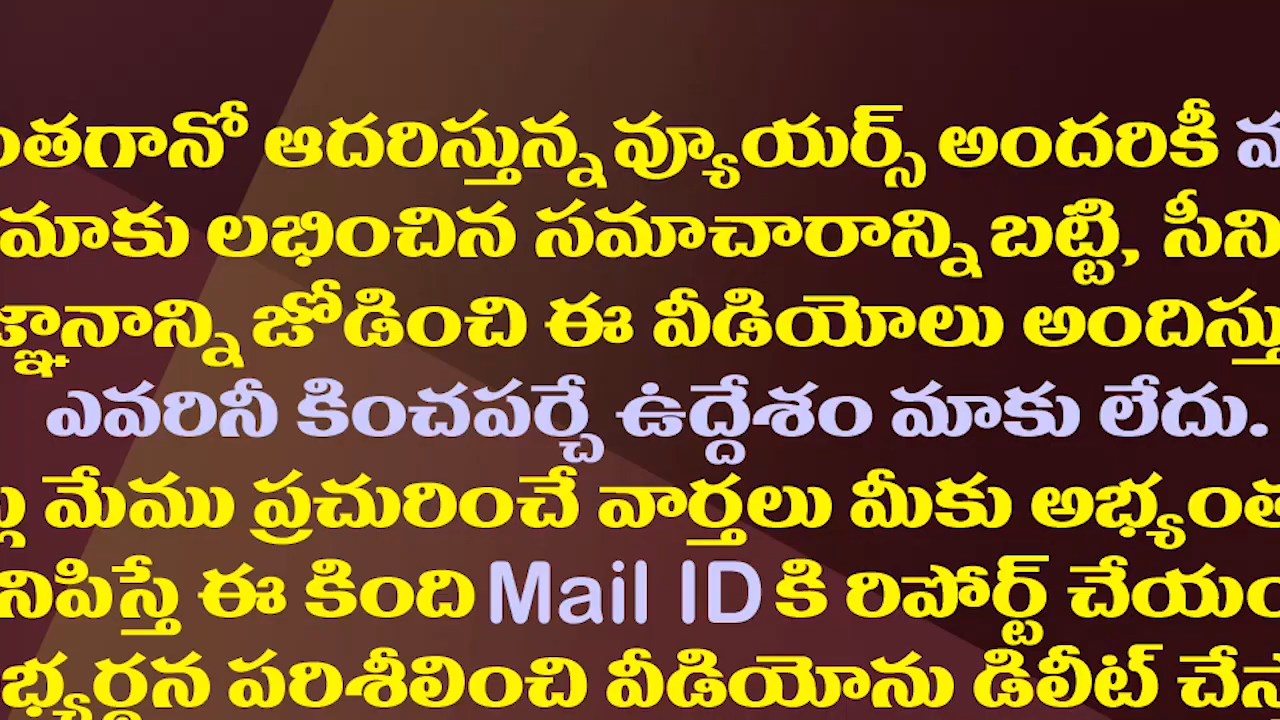 ంతగానో ఆదరిస్తున్న వ్యూయర్స్ అందరికీ
మాకు లభించిన సమాచారాన్ని బట్టి, సీని
జ్ఞానాన్ని జోడించి ఈ వీడియోలు అందిస్తు
ఎవరినీ కించపర్చే ఉద్దేశం మాకు లేదు.
మేము ప్రచురించే వార్తలు మీకు అభ్యంత
నిపిస్తే ఈ కింది Mail ID కి రిపోర్ట్ చేయం
భ్యర్థన పరిశీలించి వీడియోను డిలీట్ చేస